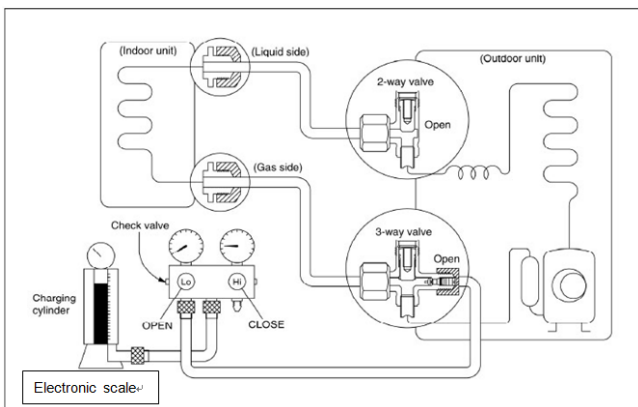 (Indoor unit)
(Liquid side)
2-way valve
(Outdoor unit)
Open
(Gas side)
3-way valve
Open
Check valve
Lo
Hi
Charging
cylinder
OPEN
CLOSE
Electronic scale↵